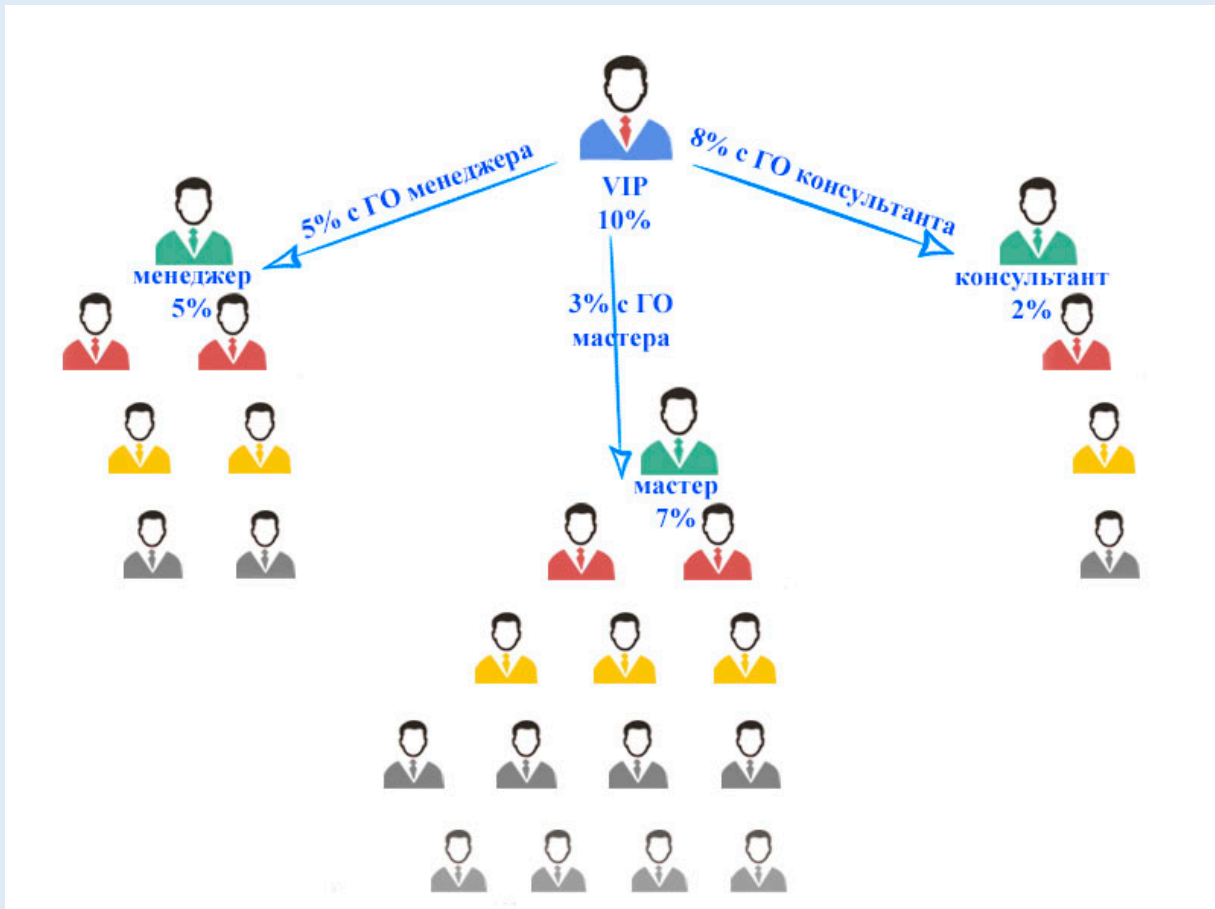 VIP
10%
5% с ГО менеджера
8% с ГО консультанта
менеджер
5%
3% с ГО
мастера
консультант
2%
мастер
7%